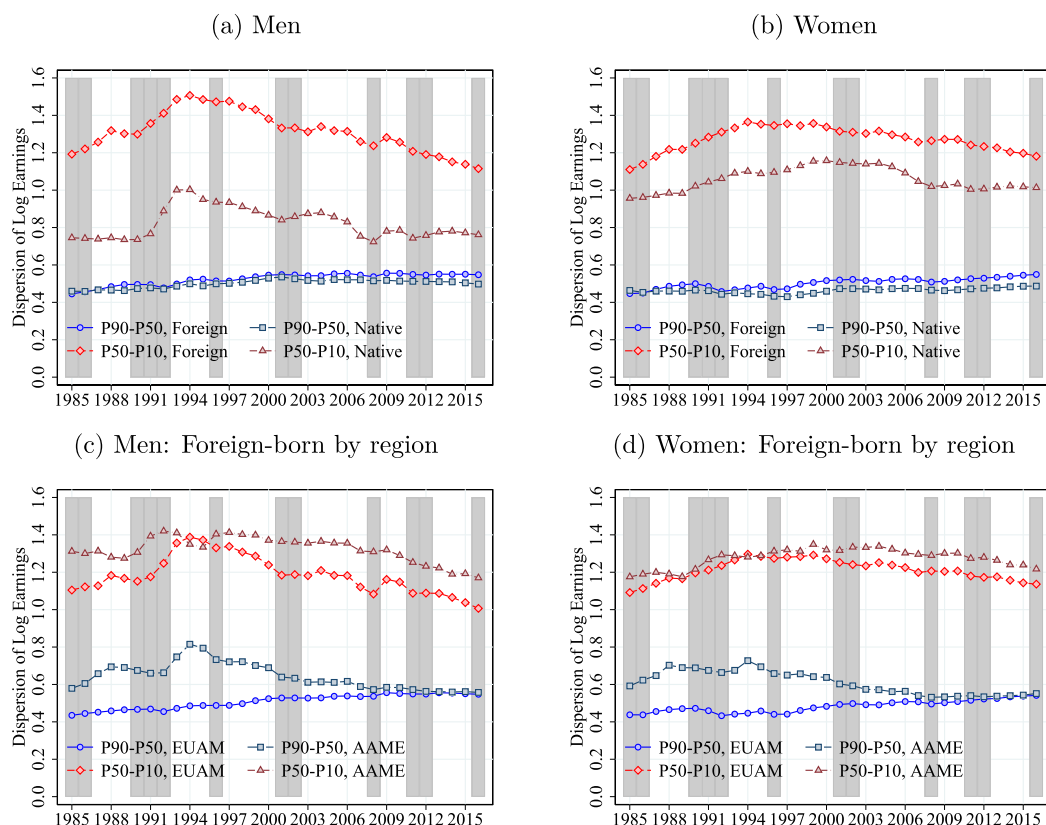 (a) Men
(b) Women
Dispersion of Log Earnings
0.0 0.2 0.4 0.6 0.8 1.0 1.2 1.4 1.6
P90-P50, Foreign
P90-P50, Native
P50-P10, Foreign
P50-P10, Native
1985 1988 1991 1994 1997 2000 2003 2006 2009 2012 2015
Dispersion of Log Earnings
0.0 0.2 0.4 0.6 0.8 1.0 1.2 1.4 1.6
P90-P50, Foreign
P90-P50, Native
P50-P10, Foreign
P50-P10, Native
1985 1988 1991 1994 1997 2000 2003 2006 2009 2012 2015
(c) Men: Foreign-born by region
(d) Women: Foreign-born by region
Dispersion of Log Earnings
0.0 0.2 0.4 0.6 0.8 1.0 1.2 1.4 1.6
P90-P50, EUAM
P90-P50, AAME
P50-P10, EUAM
P50-P10, AAME
1985 1988 1991 1994 1997 2000 2003 2006 2009 2012 2015
Dispersion of Log Earnings
0.0 0.2 0.4 0.6 0.8 1.0 1.2 1.4 1.6
P90-P50, EUAM
P90-P50, AAME
P50-P10, EUAM
P50-P10, AAME
1985 1988 1991 1994 1997 2000 2003 2006 2009 2012 2015